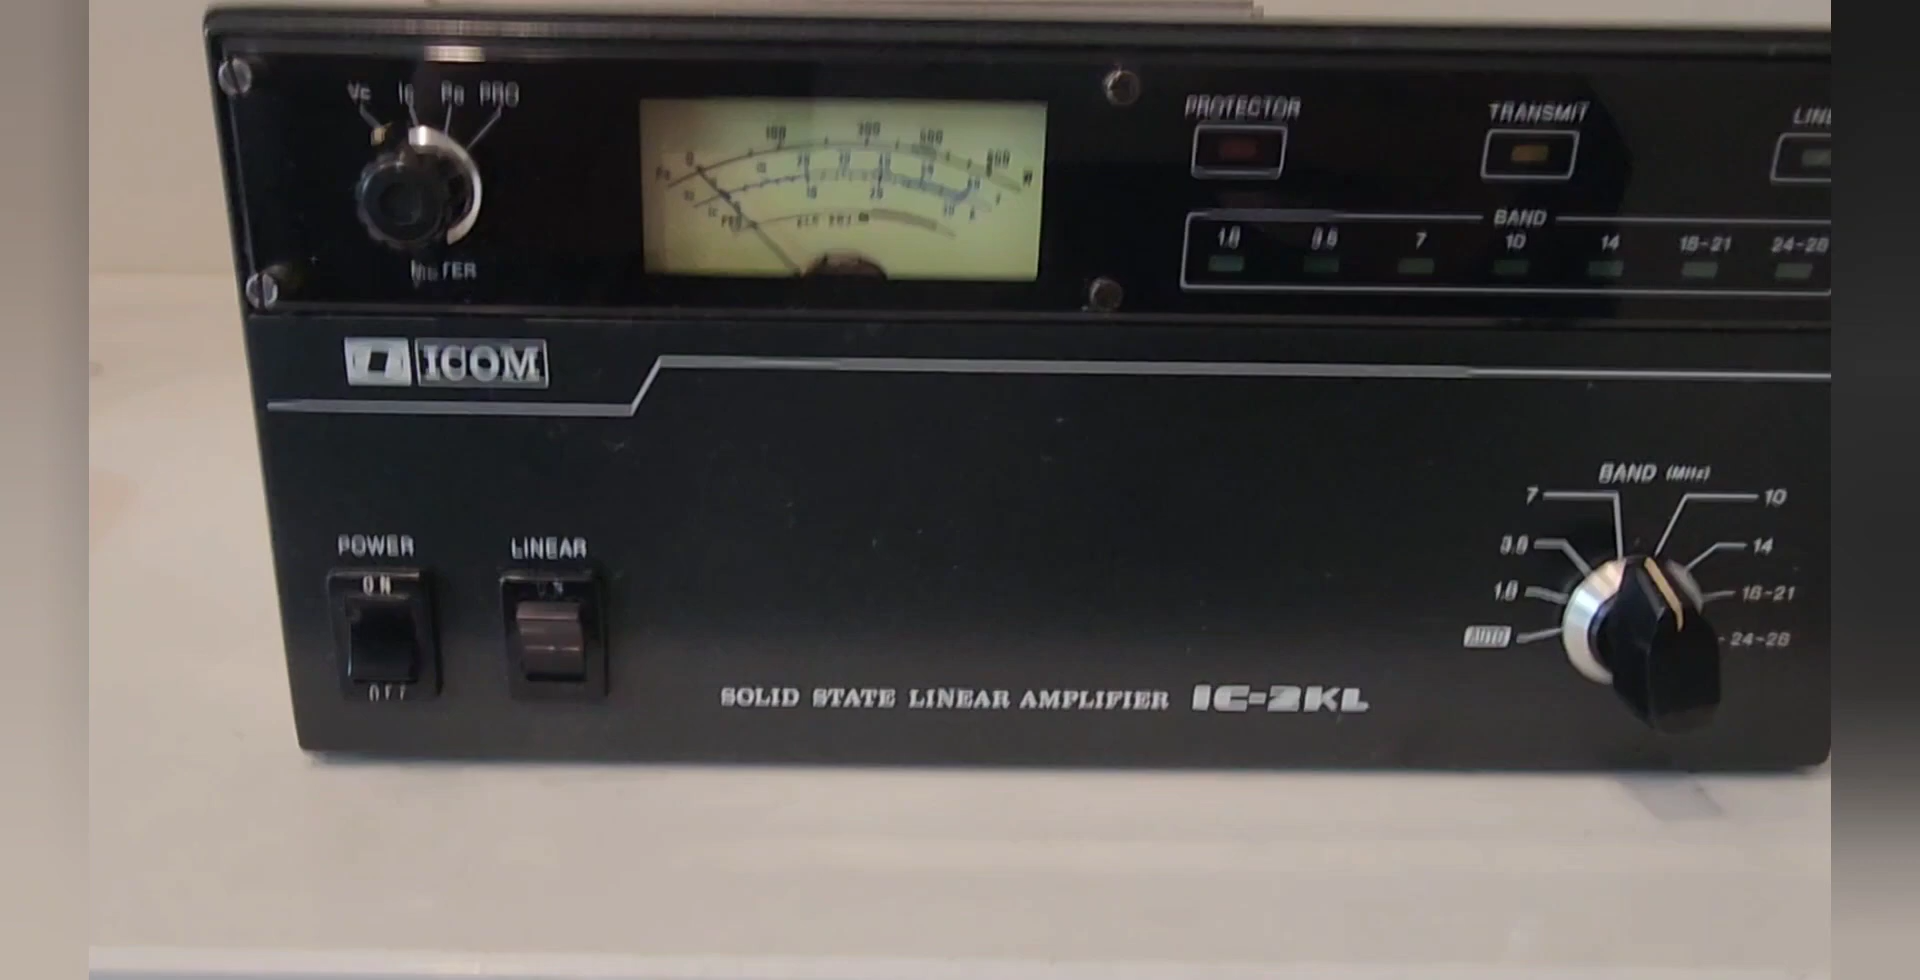 Vc Ic Po PRO
METER
PROTECTOR
TRANSMIT
BAND
1.8 3.5 7 10 14 18-21 24-28
ICOM
BAND (MHz)
7 10
3.5 14
1.8 18-21
AUTO 24-28
POWER
ON
OFF
LINEAR
SOLID STATE LINEAR AMPLIFIER IC-2KL